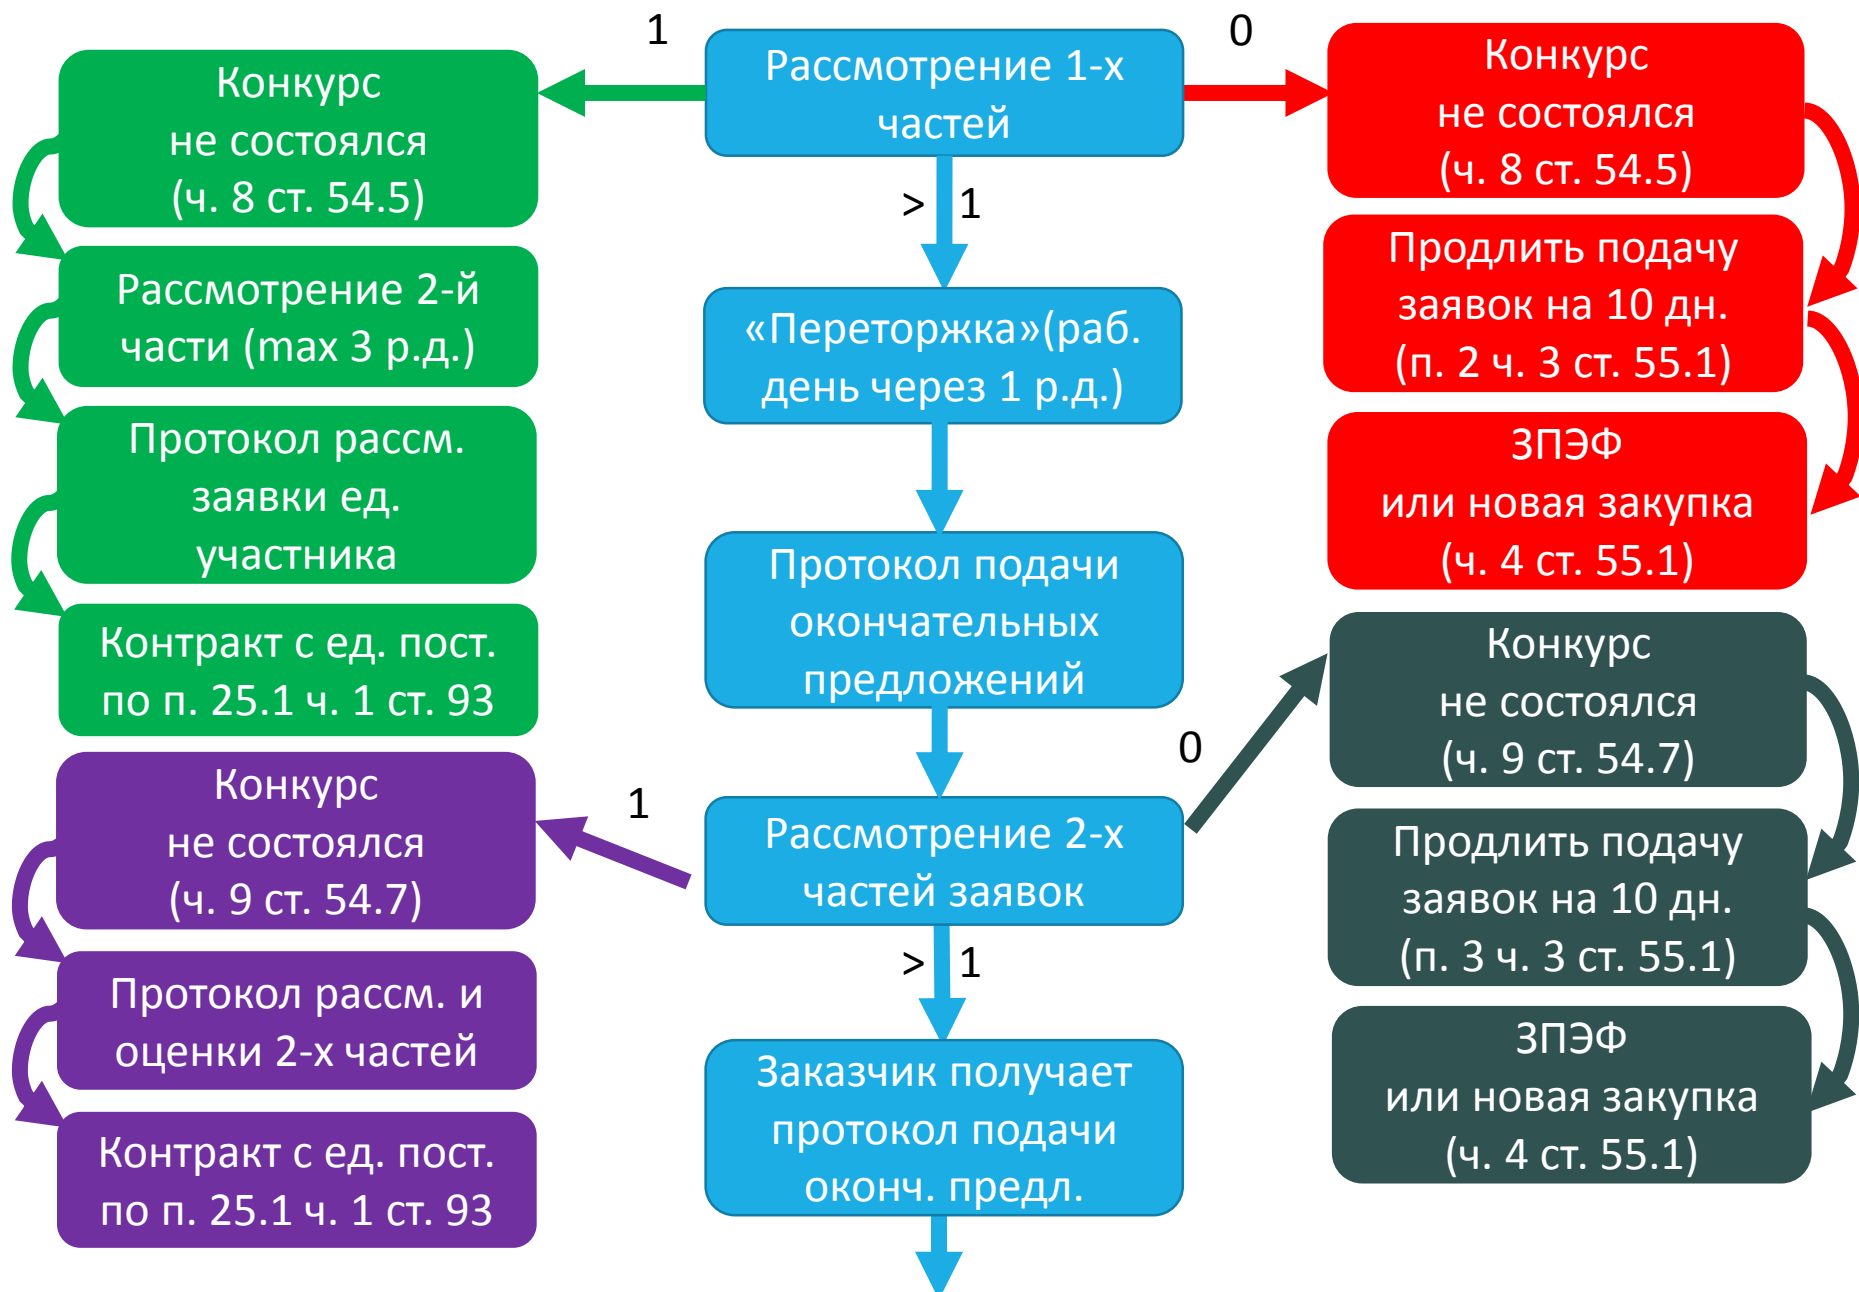 1
0
Рассмотрение 1-х
частей
Конкурс
не состоялся
(ч. 8 ст. 54.5)
Рассмотрение 2-й
части (max 3 р.д.)
Протокол рассм.
заявки ед.
участника
Контракт с ед. пост.
по п. 25.1 ч. 1 ст. 93
Конкурс
не состоялся
(ч. 8 ст. 54.5)
Продлить подачу
заявок на 10 дн.
(п. 2 ч. 3 ст. 55.1)
ЗПЭФ
или новая закупка
(ч. 4 ст. 55.1)
> 1
«Переторжка»(раб.
день через 1 р.д.)
Протокол подачи
окончательных
предложений
Рассмотрение 2-х
частей заявок
1
Конкурс
не состоялся
(ч. 9 ст. 54.7)
Протокол рассм. и
оценки 2-х частей
Контракт с ед. пост.
по п. 25.1 ч. 1 ст. 93
0
Конкурс
не состоялся
(ч. 9 ст. 54.7)
Продлить подачу
заявок на 10 дн.
(п. 3 ч. 3 ст. 55.1)
ЗПЭФ
или новая закупка
(ч. 4 ст. 55.1)
> 1
Заказчик получает
протокол подачи
оконч. предл.